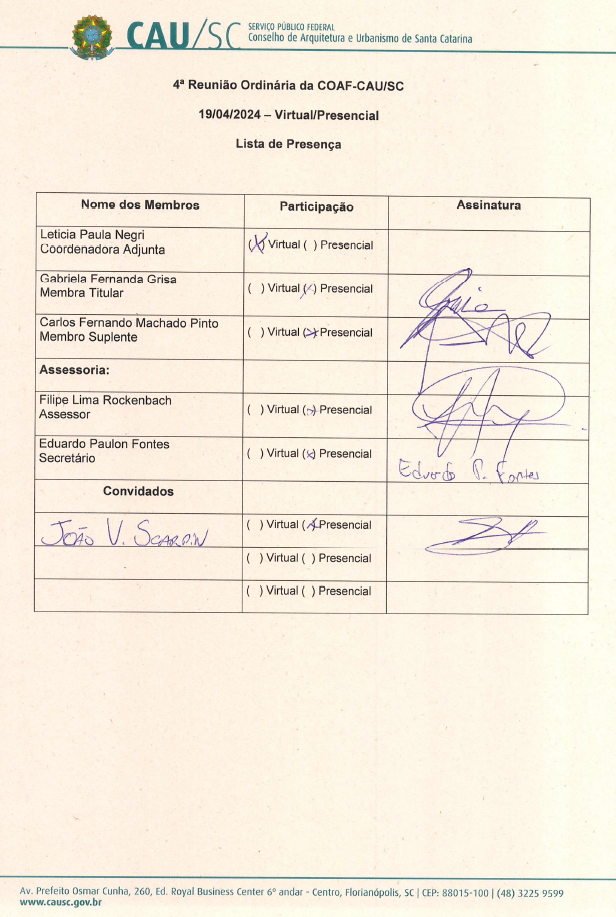 CAU/SC
SERVIÇO PÚBLICO FEDERAL
Conselho de Arquitetura e Urbanismo de Santa Catarina
4ª Reunião Ordinária da COAF-CAU/SC
19/04/2024 – Virtual/Presencial
Lista de Presença
Nome dos Membros Participação Assinatura
Leticia Paula Negri
Coordenadora Adjunta
(X) Virtual ( ) Presencial
Gabriela Fernanda Grisa
Membra Titular
( ) Virtual (/) Presencial
Carlos Fernando Machado Pinto
Membro Suplente
( ) Virtual (x) Presencial
Assessoria:
Filipe Lima Rockenbach
Assessor
( ) Virtual (x) Presencial
Eduardo Paulon Fontes
Secretário
( ) Virtual (x) Presencial
Eduardo P. Fontes
Convidados
João V. Scarpin
( ) Virtual (x) Presencial
( ) Virtual ( ) Presencial
( ) Virtual ( ) Presencial
Av. Prefeito Osmar Cunha, 260, Ed. Royal Business Center 6º andar - Centro, Florianópolis, SC | CEP: 88015-100 | (48) 3225 9599
www.causc.gov.br